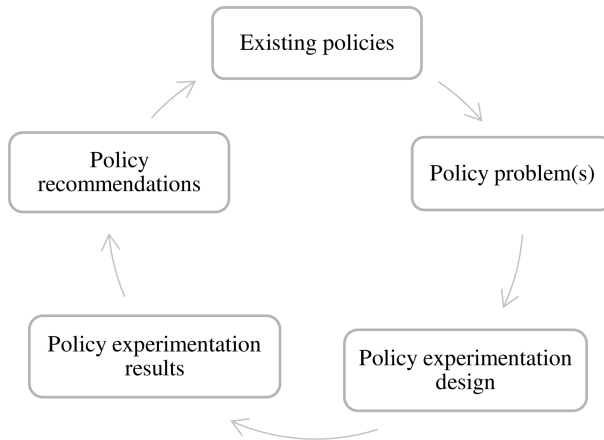 Existing policies
Policy problem(s)
Policy experimentation
design
Policy experimentation
results
Policy
recommendations